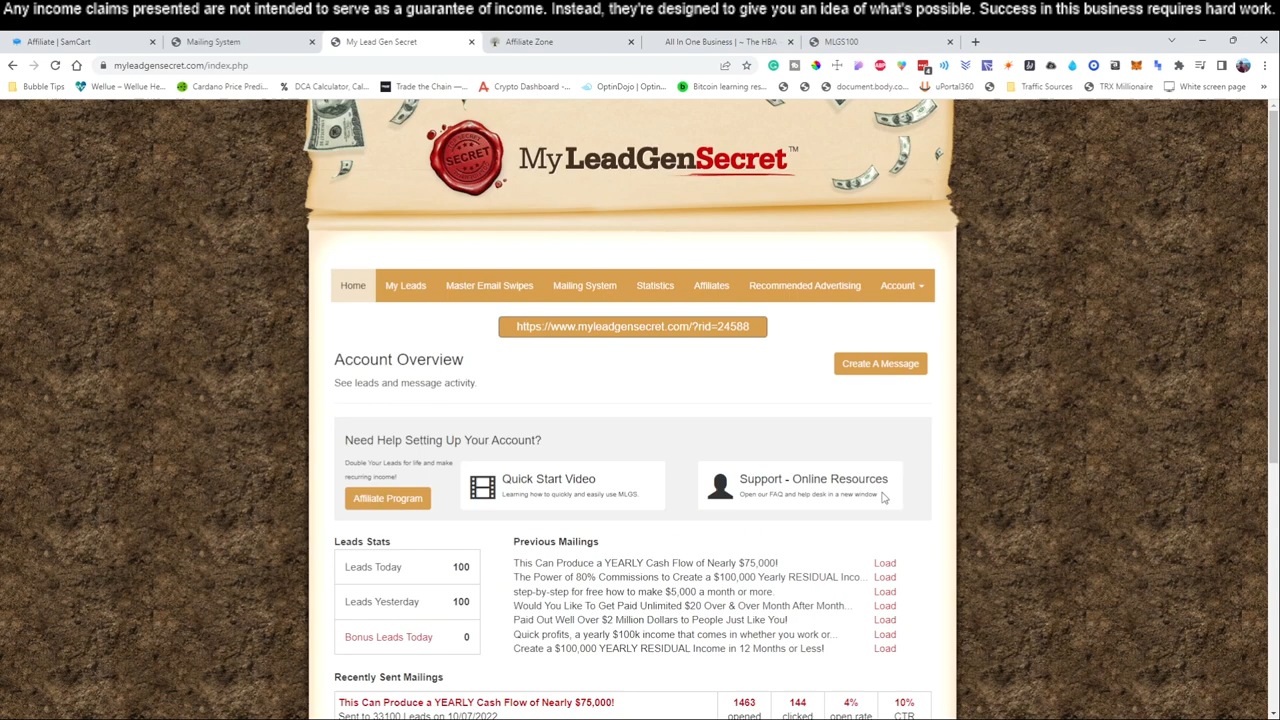 Any income claims presented are not intended to serve as a guarantee of income. Instead, they're designed to give you an idea of what's possible. Success in this business requires hard work.
Affiliate | SamCart
Mailing System
My Lead Gen Secret
Affiliate Zone
All In One Business | ~ The HBA
MLGS100
myleadgensecret.com/index.php
Bubble Tips
Wellue – Wellue He...
Cardano Price Predi...
DCA Calculator, Cal...
Trade the Chain —...
Crypto Dashboard -...
OptinDojo | Optin...
Bitcoin learning res...
document.body.co...
uPortal360
Traffic Sources
TRX Millionaire
White screen page
SECRET
MyLeadGenSecret™
Home
My Leads
Master Email Swipes
Mailing System
Statistics
Affiliates
Recommended Advertising
Account
https://www.myleadgensecret.com/?rid=24588
Account Overview
Create A Message
See leads and message activity.
Need Help Setting Up Your Account?
Double Your Leads for life and make
recurring income!
Affiliate Program
Quick Start Video
Learning how to quickly and easily use MLGS.
Support - Online Resources
Open our FAQ and help desk in a new window
Leads Stats
Leads Today 100
Leads Yesterday 100
Bonus Leads Today 0
Previous Mailings
This Can Produce a YEARLY Cash Flow of Nearly $75,000! Load
The Power of 80% Commissions to Create a $100,000 Yearly RESIDUAL Inco... Load
step-by-step for free how to make $5,000 a month or more. Load
Would You Like To Get Paid Unlimited $20 Over & Over Month After Month... Load
Paid Out Well Over $2 Million Dollars to People Just Like You! Load
Quick profits, a yearly $100k income that comes in whether you work or... Load
Create a $100,000 YEARLY RESIDUAL Income in 12 Months or Less! Load
Recently Sent Mailings
This Can Produce a YEARLY Cash Flow of Nearly $75,000! 1463 144 4% 10%
Sent to 33100 Leads on 10/07/2022 opened clicked open rate CTR